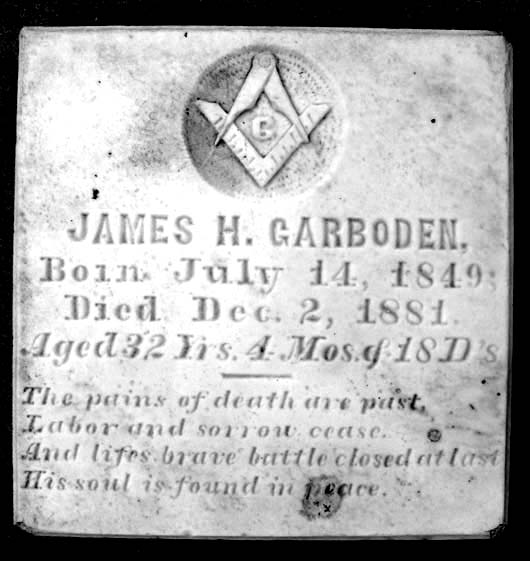 G
JAMES H. GARBODEN.
Born July 14, 1849;
Died Dec. 2, 1881.
Aged 32 Yrs. 4 Mos. & 18 D's
The pains of death are past,
Labor and sorrow cease.
And lifes brave battle closed at last
His soul is found in peace.